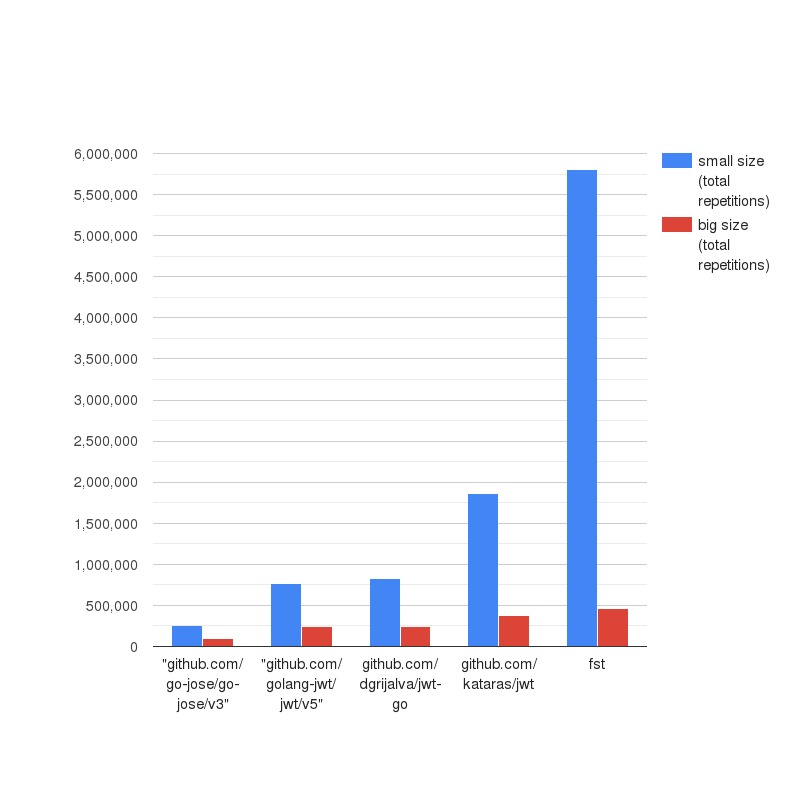 6,000,000
5,500,000
5,000,000
4,500,000
4,000,000
3,500,000
3,000,000
2,500,000
2,000,000
1,500,000
1,000,000
500,000
0
small size
(total
repetitions)
big size
(total
repetitions)
"github.com/
go-jose/go-
jose/v3"
"github.com/
golang-jwt/
jwt/v5"
github.com/
dgrijalva/jwt-
go
github.com/
kataras/jwt
fst